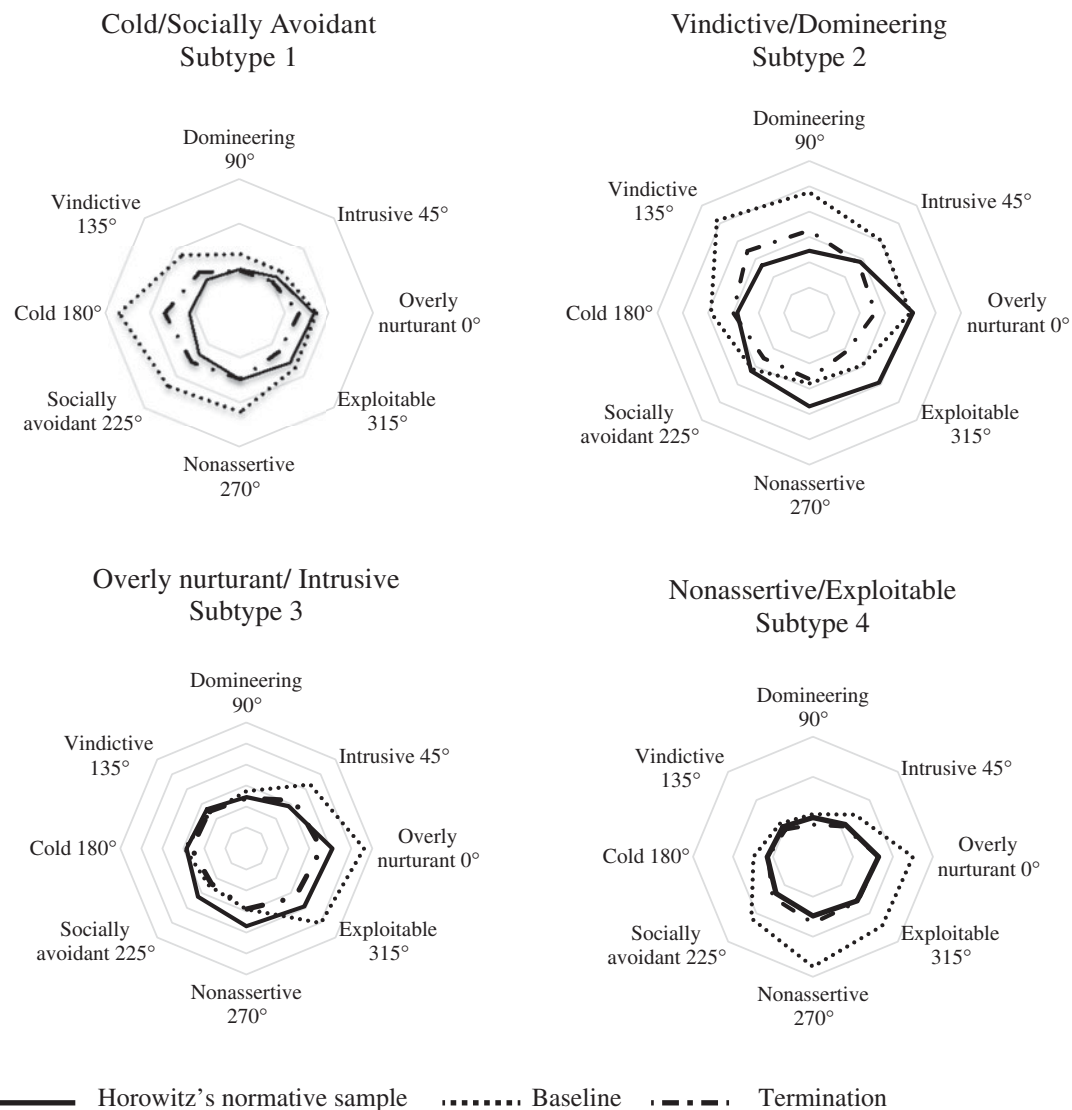 Cold/Socially Avoidant
Subtype 1
Domineering
90°
Vindictive
135°
Intrusive 45°
Cold 180°
Overly
nurturant 0°
Socially
avoidant 225°
Exploitable
315°
Nonassertive
270°
Vindictive/Domineering
Subtype 2
Domineering
90°
Vindictive
135°
Intrusive 45°
Cold 180°
Overly
nurturant 0°
Socially
avoidant 225°
Exploitable
315°
Nonassertive
270°
Overly nurturant/ Intrusive
Subtype 3
Domineering
90°
Vindictive
135°
Intrusive 45°
Cold 180°
Overly
nurturant 0°
Socially
avoidant 225°
Exploitable
315°
Nonassertive
270°
Nonassertive/Exploitable
Subtype 4
Domineering
90°
Vindictive
135°
Intrusive 45°
Cold 180°
Overly
nurturant 0°
Socially
avoidant 225°
Exploitable
315°
Nonassertive
270°
Horowitz's normative sample Baseline Termination